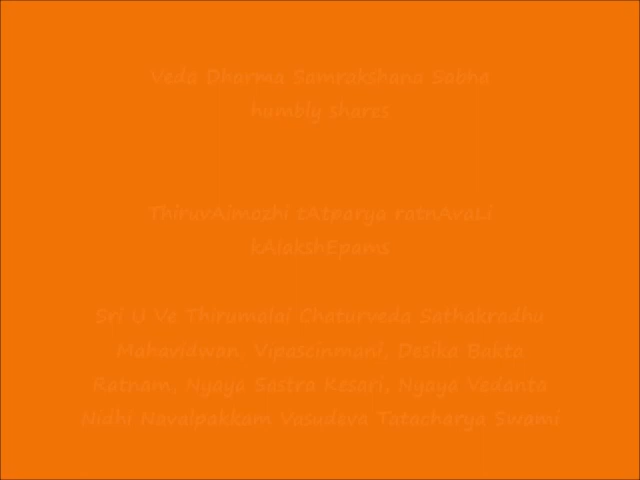 Veda Dharma Samrakshana Sabha
humbly shares
ThiruvAimozhi tAtparya ratnAvaLi
kAlakshEpams
Sri U Ve Thirumalai Chaturveda Sathakradhu
Mahavidwan, Vipascinmani, Desika Bakta
Ratnam, Nyaya Sastra Kesari, Nyaya Vedanta
Nidhi Navalpakkam Vasudeva Tatacharya Swami